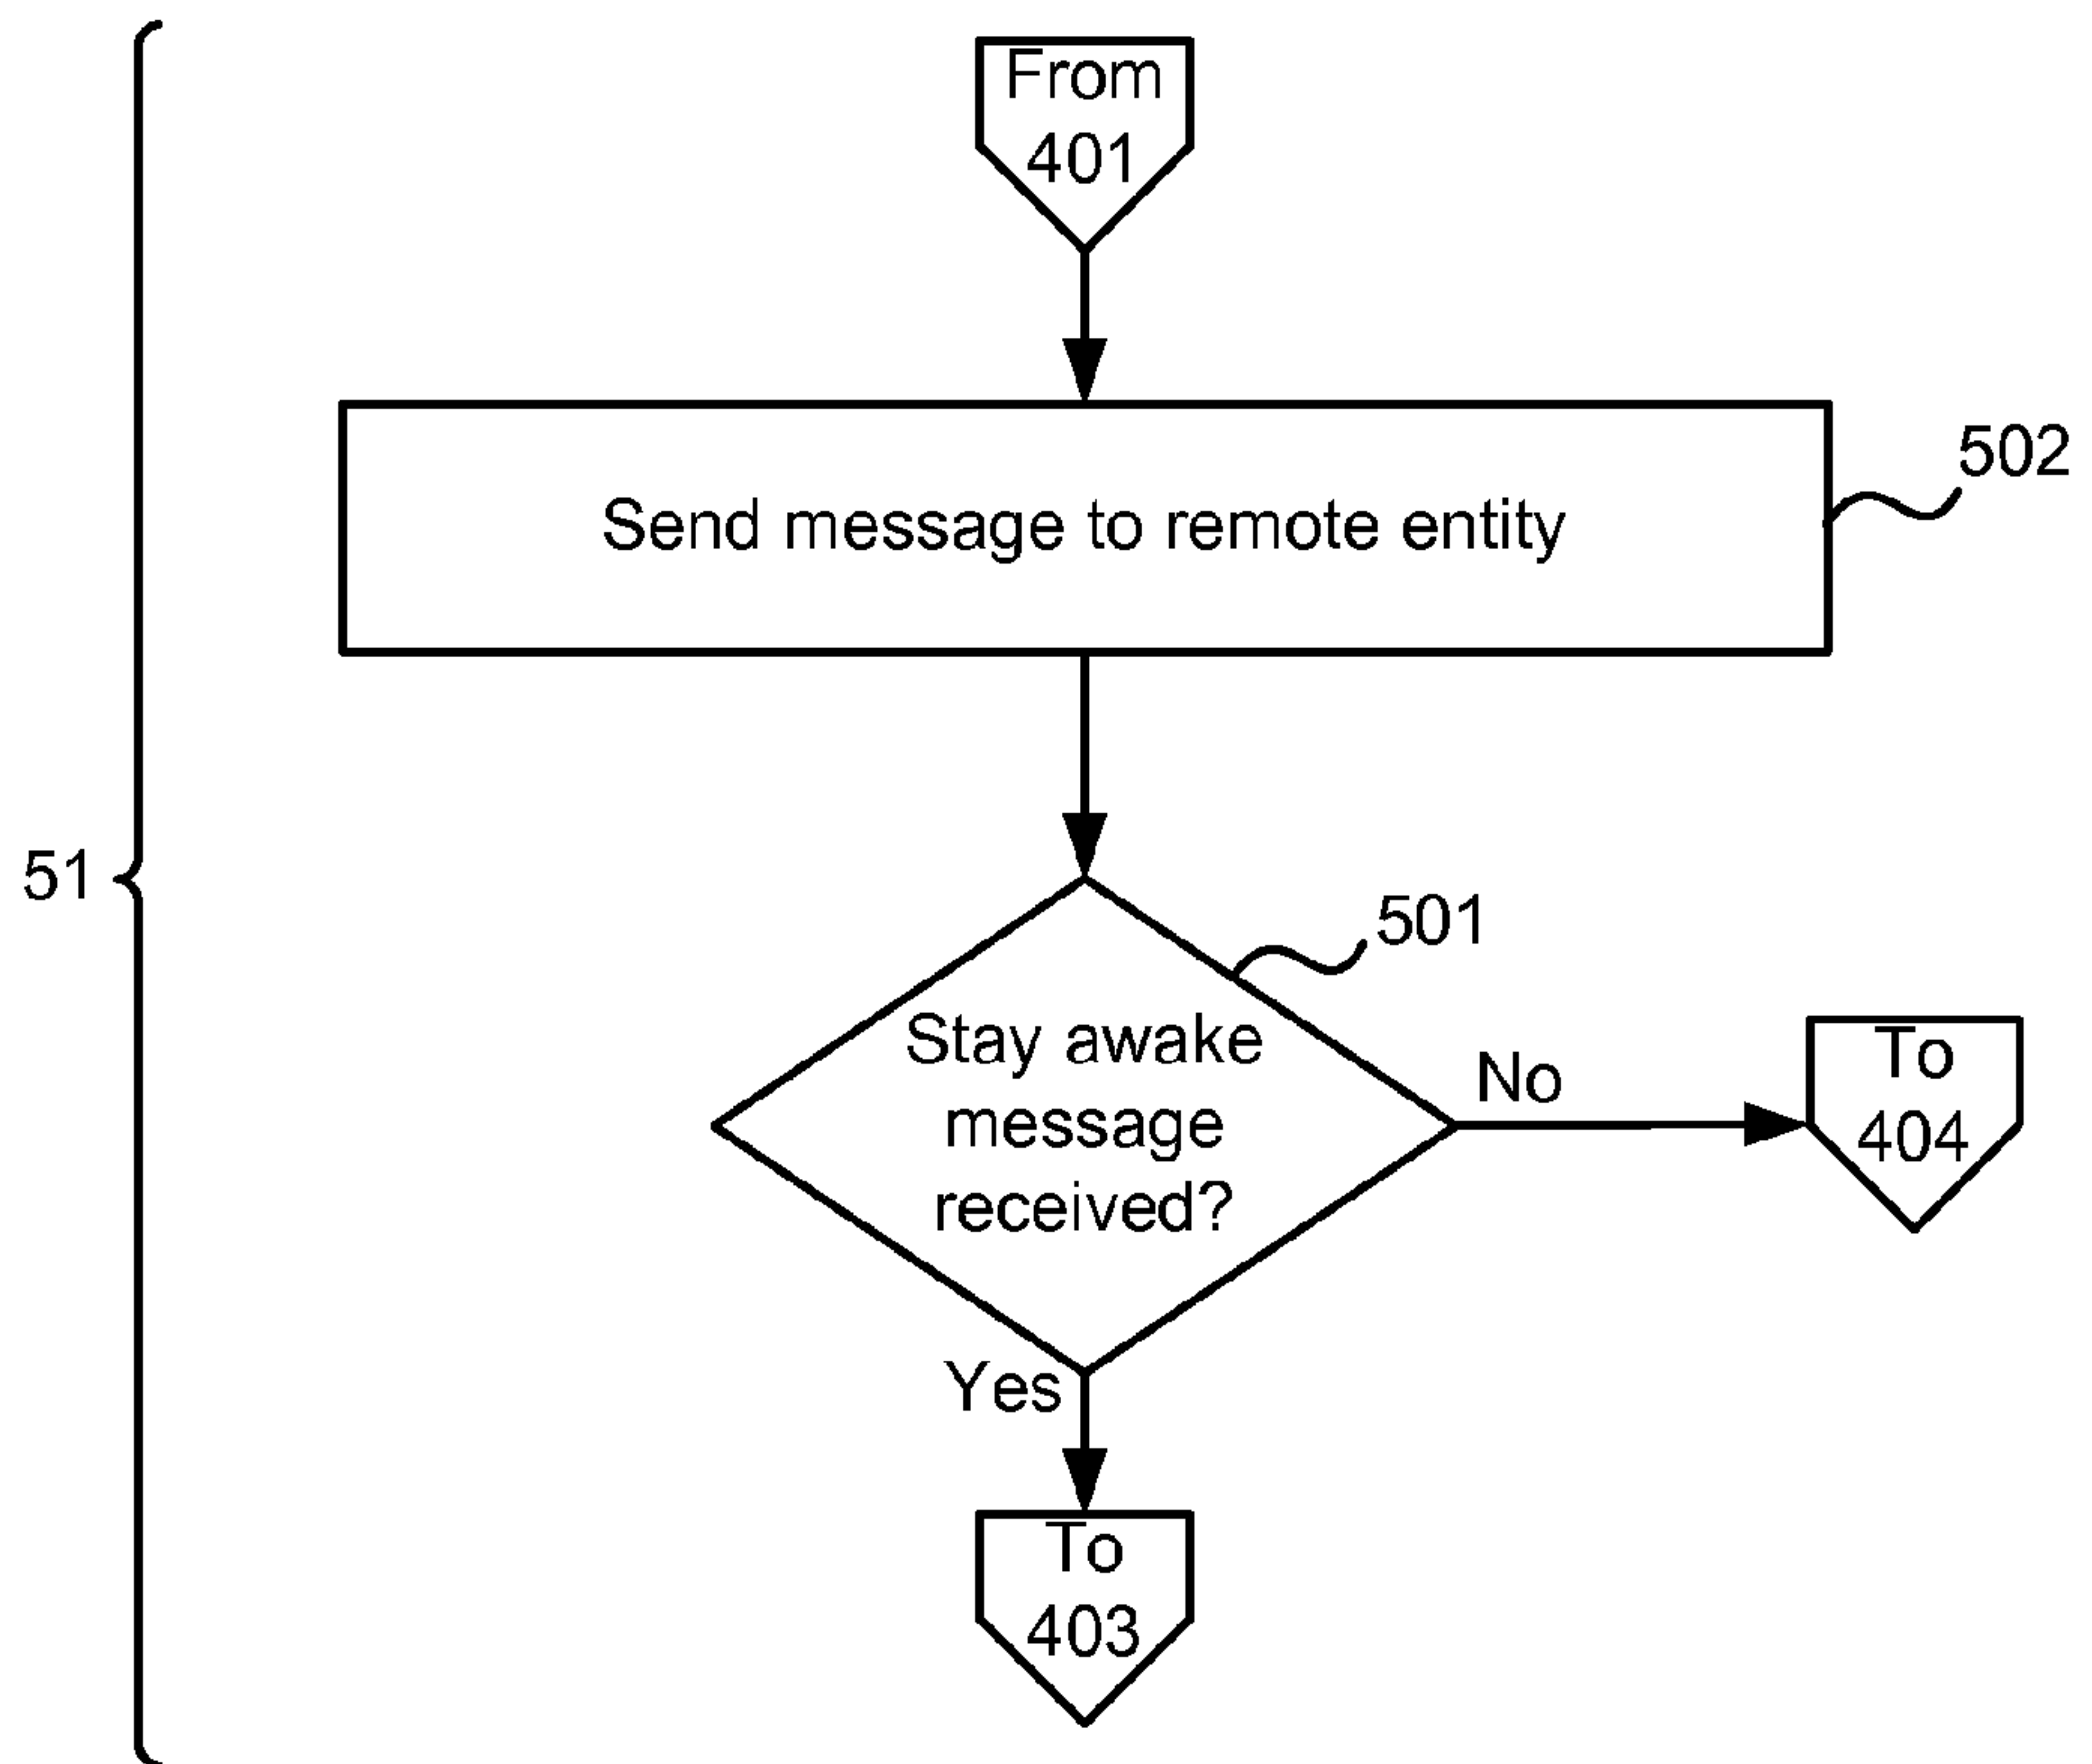 From
401
502
Send message to remote entity
51
501
Stay awake
message
received?
No
To
404
Yes
To
403